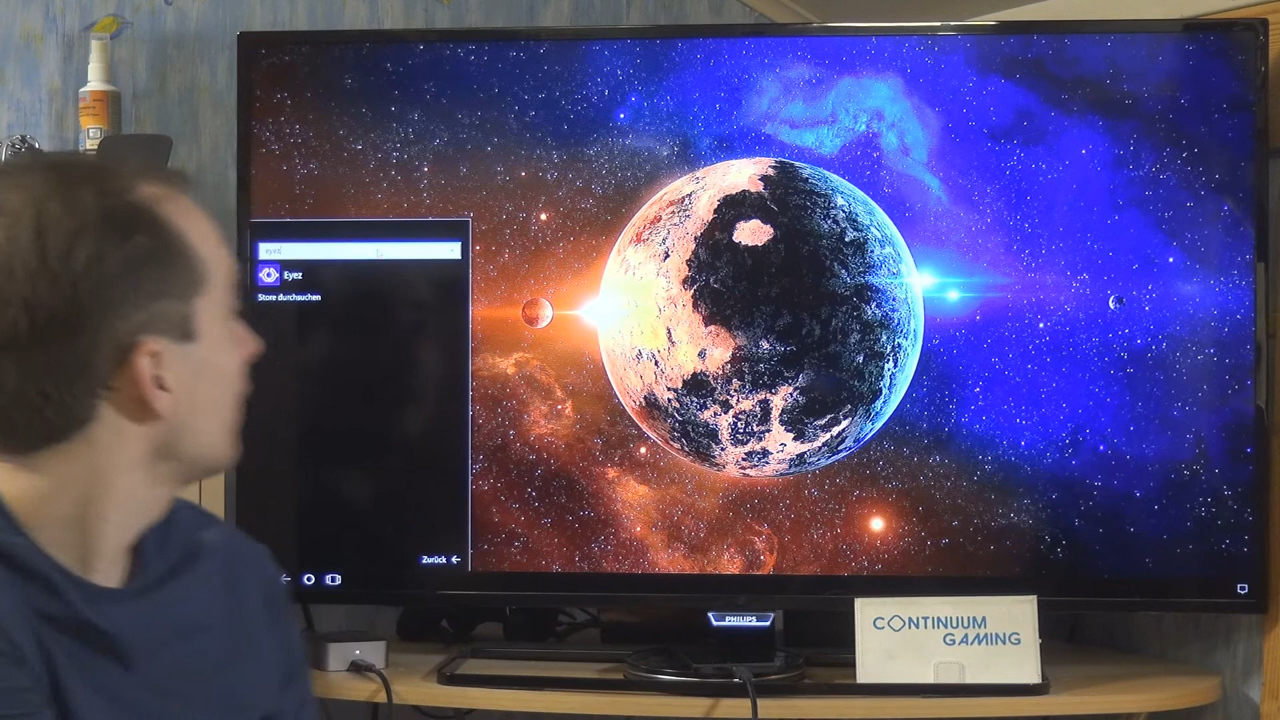 eyez
Eyez
Store durchsuchen
Zurück
PHILIPS
CONTINUUM
GAMING